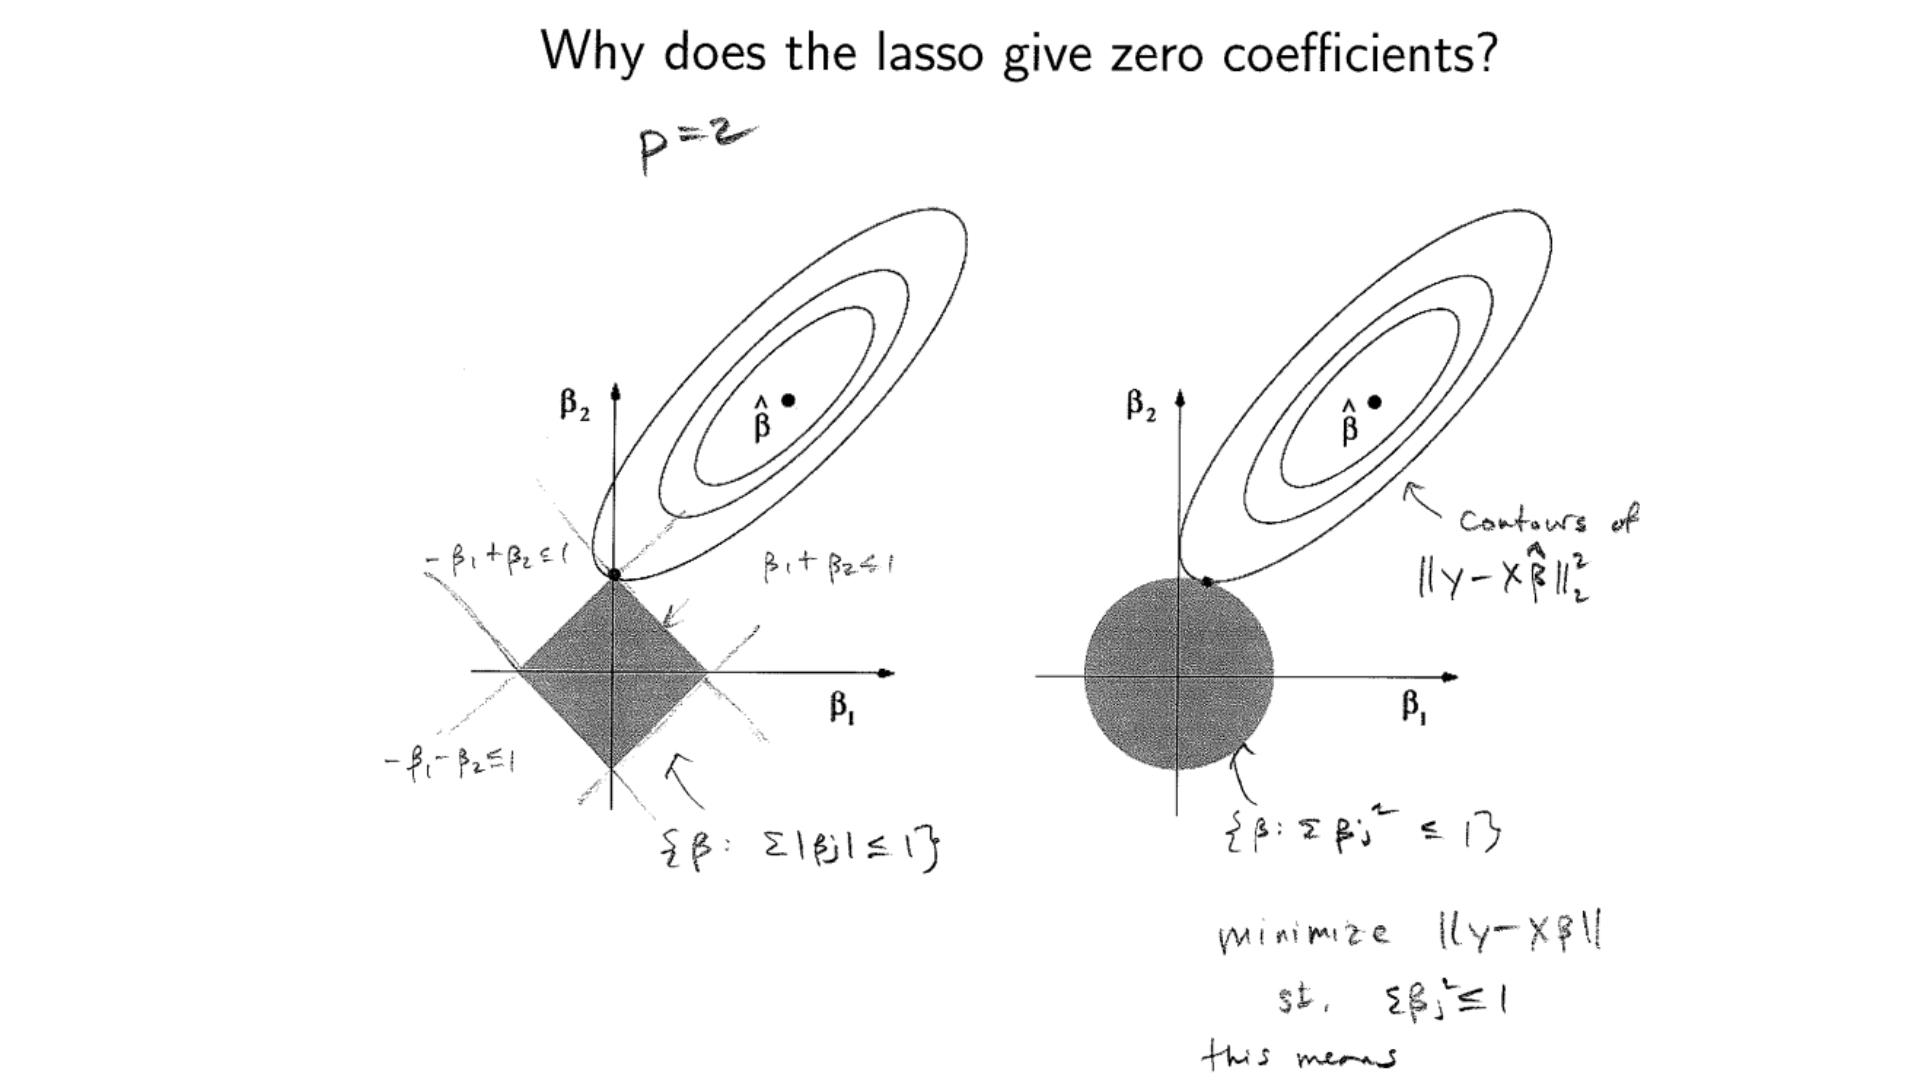 Why does the lasso give zero coefficients?
p=2
β₂
β̂
-β₁+β₂≤1
β₁+β₂≤1
β₁
-β₁-β₂≤1
{β: Σ|βj|≤1}
β₂
β̂
contours of
||y-Xβ̂||₂²
β₁
{β: Σβj² ≤ 1}
minimize ||y-Xβ||
st. Σβj²≤1
this means